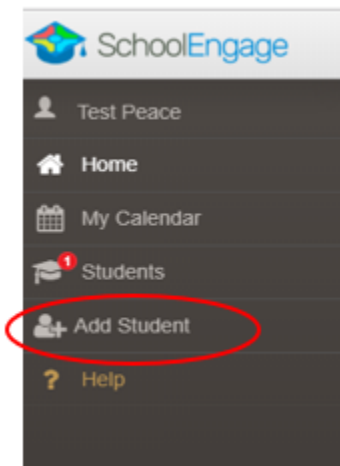 SchoolEngage
Test Peace
Home
My Calendar
1
Students
Add Student
? Help